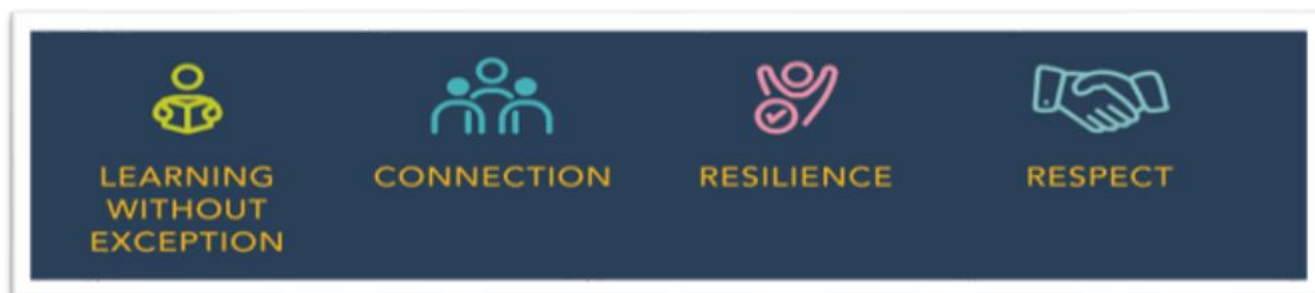 LEARNING
WITHOUT
EXCEPTION
CONNECTION
RESILIENCE
RESPECT